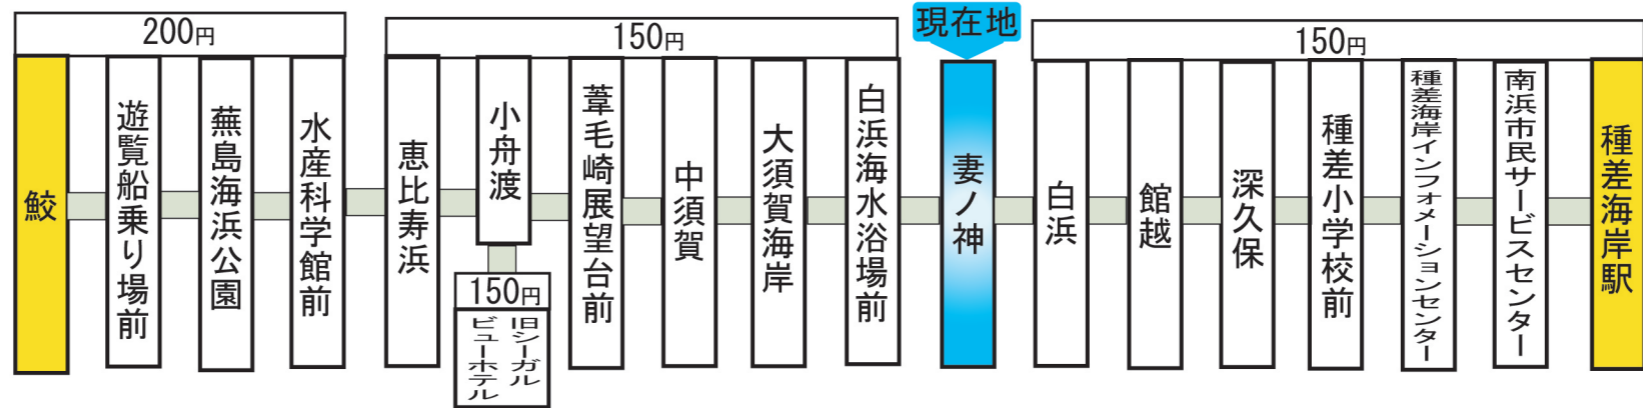 200円
150円
現在地
150円
鮫
遊覧船乗り場前
蕪島海浜公園
水産科学館前
恵比寿浜
小舟渡
150円
旧シーガル
ビューホテル
葦毛崎展望台前
中須賀
大須賀海岸
白浜海水浴場前
妻ノ神
白浜
館越
深久保
種差小学校前
種差海岸インフォメーションセンター
南浜市民サービスセンター
種差海岸駅